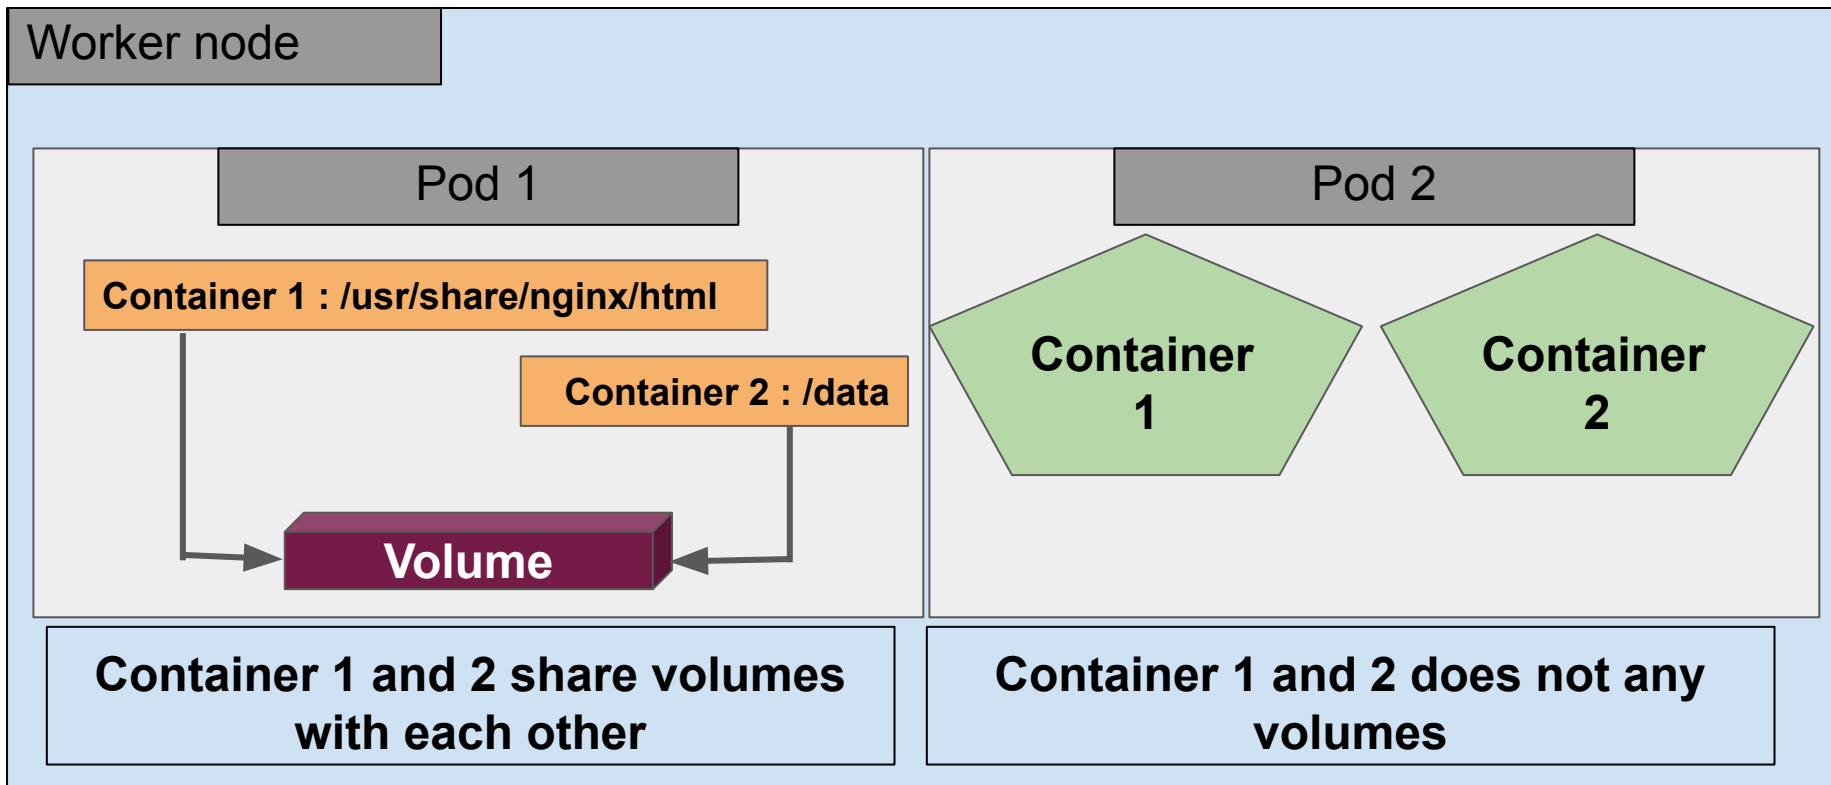 Worker node
Pod 1
Container 1 : /usr/share/nginx/html
Container 2 : /data
Volume
Container 1 and 2 share volumes
with each other
Pod 2
Container
1
Container
2
Container 1 and 2 does not any
volumes